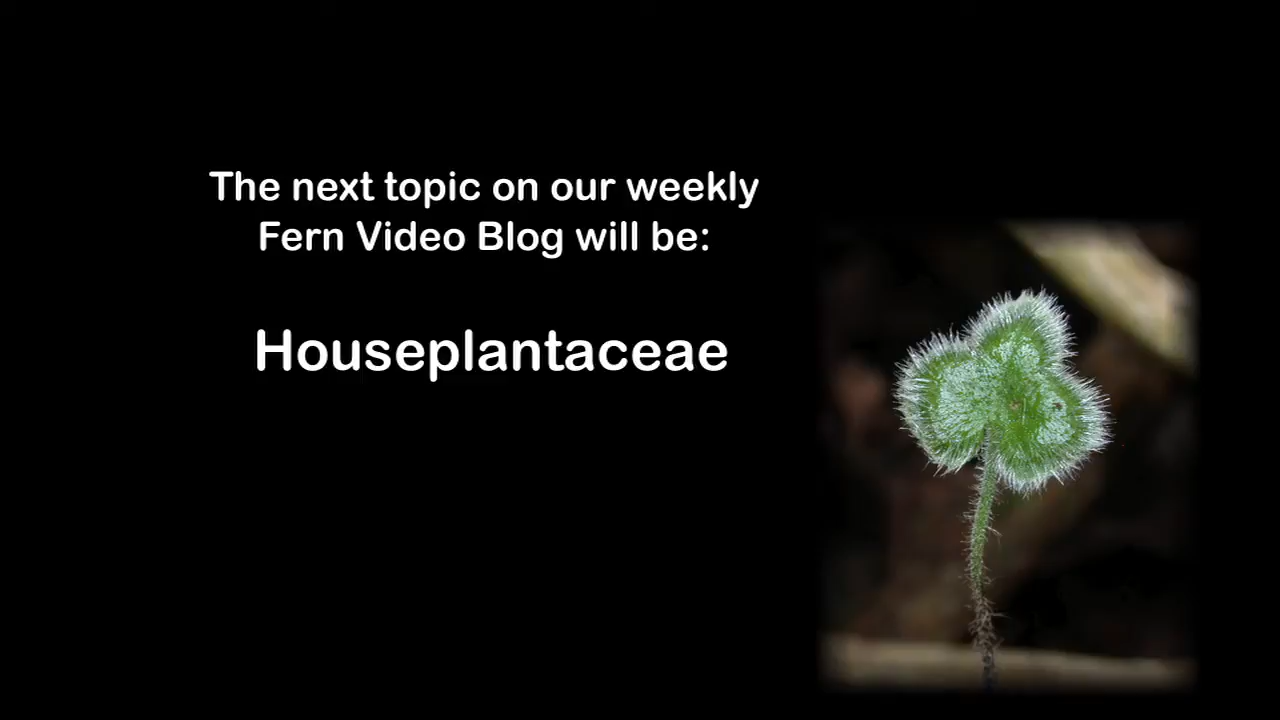 The next topic on our weekly
Fern Video Blog will be:
Houseplantaceae